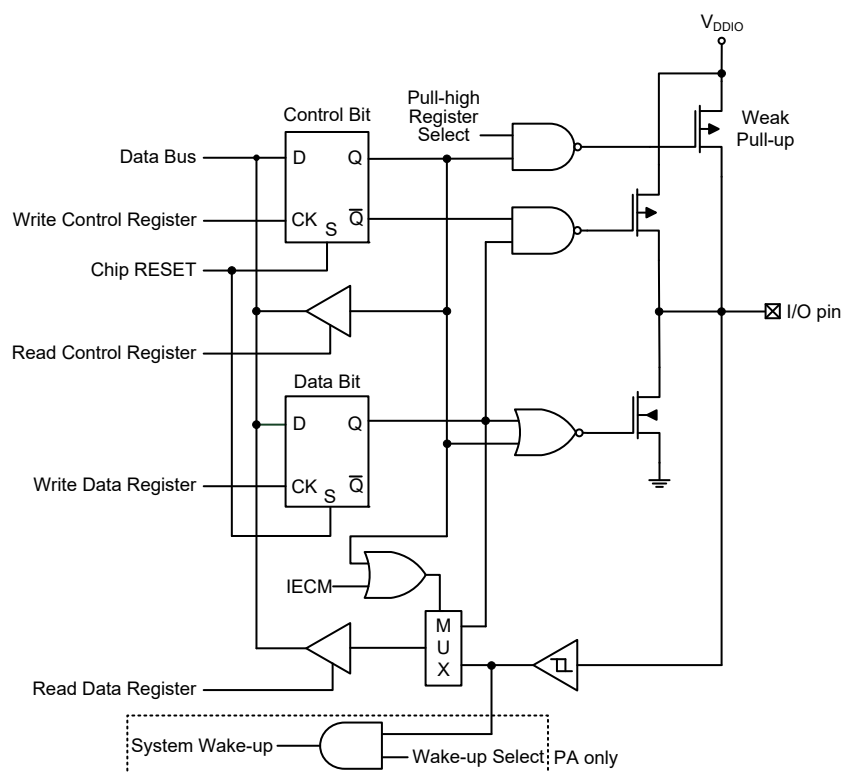 V_DDIO
Pull-high
Register
Select
Weak
Pull-up
Control Bit
Data Bus
D
Q
Write Control Register
CK
Q̅
S
Chip RESET
I/O pin
Read Control Register
Data Bit
D
Q
Write Data Register
CK
Q̅
S
IECM
M
U
X
Read Data Register
System Wake-up
Wake-up Select
PA only